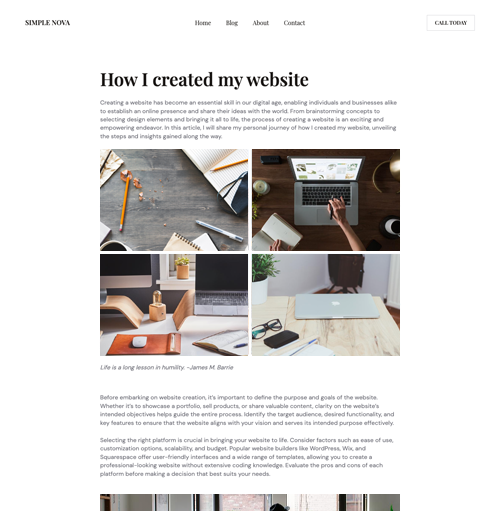 SIMPLE NOVA
Home Blog About Contact
CALL TODAY
How I created my website
Creating a website has become an essential skill in our digital age, enabling individuals and businesses alike
to establish an online presence and share their ideas with the world. From brainstorming concepts to
selecting design elements and bringing it all to life, the process of creating a website is an exciting and
empowering endeavor. In this article, I will share my personal journey of how I created my website, unveiling
the steps and insights gained along the way.
Life is a long lesson in humility. -James M. Barrie
Before embarking on website creation, it's important to define the purpose and goals of the website.
Whether it's to showcase a portfolio, sell products, or share valuable content, clarity on the website's
intended objectives helps guide the entire process. Identify the target audience, desired functionality, and
key features to ensure that the website aligns with your vision and serves its intended purpose effectively.
Selecting the right platform is crucial in bringing your website to life. Consider factors such as ease of use,
customization options, scalability, and budget. Popular website builders like WordPress, Wix, and
Squarespace offer user-friendly interfaces and a wide range of templates, allowing you to create a
professional-looking website without extensive coding knowledge. Evaluate the pros and cons of each
platform before making a decision that best suits your needs.